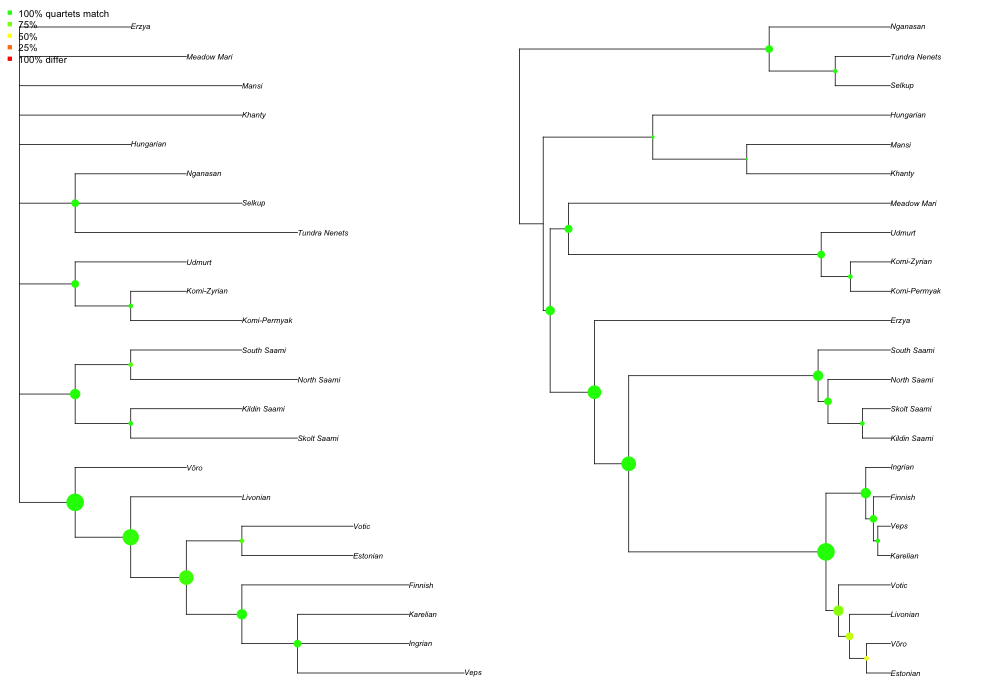 100% quartets match
75%
50%
25%
100% differ
Erzya
Meadow Mari
Mansi
Khanty
Hungarian
Nganasan
Selkup
Tundra Nenets
Udmurt
Komi-Zyrian
Komi-Permyak
South Saami
North Saami
Kildin Saami
Skolt Saami
Võro
Livonian
Votic
Estonian
Finnish
Karelian
Ingrian
Veps
Nganasan
Tundra Nenets
Selkup
Hungarian
Mansi
Khanty
Meadow Mari
Udmurt
Komi-Zyrian
Komi-Permyak
Erzya
South Saami
North Saami
Skolt Saami
Kildin Saami
Ingrian
Finnish
Veps
Karelian
Votic
Livonian
Võro
Estonian